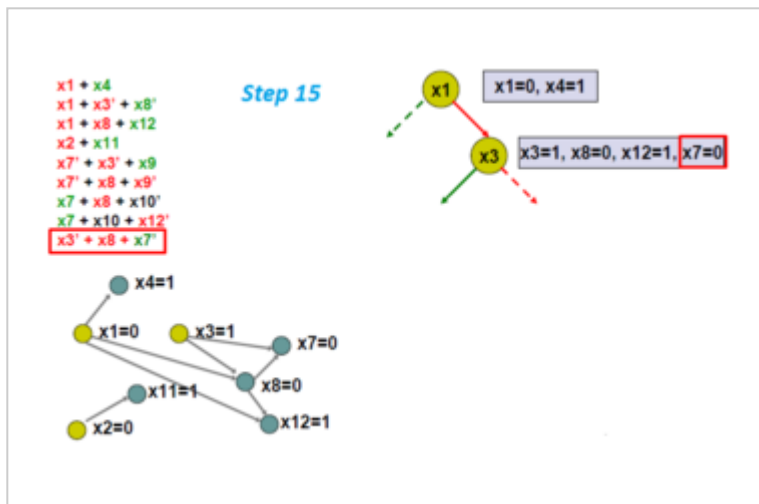 x1 + x4
x1 + x3' + x8'
x1 + x8 + x12
x2 + x11
x7' + x3' + x9
x7' + x8 + x9'
x7 + x8 + x10'
x7 + x10 + x12'
x3' + x8 + x7'
Step 15
x1
x1=0, x4=1
x3
x3=1, x8=0, x12=1, x7=0
x4=1
x1=0
x3=1
x7=0
x8=0
x11=1
x12=1
x2=0